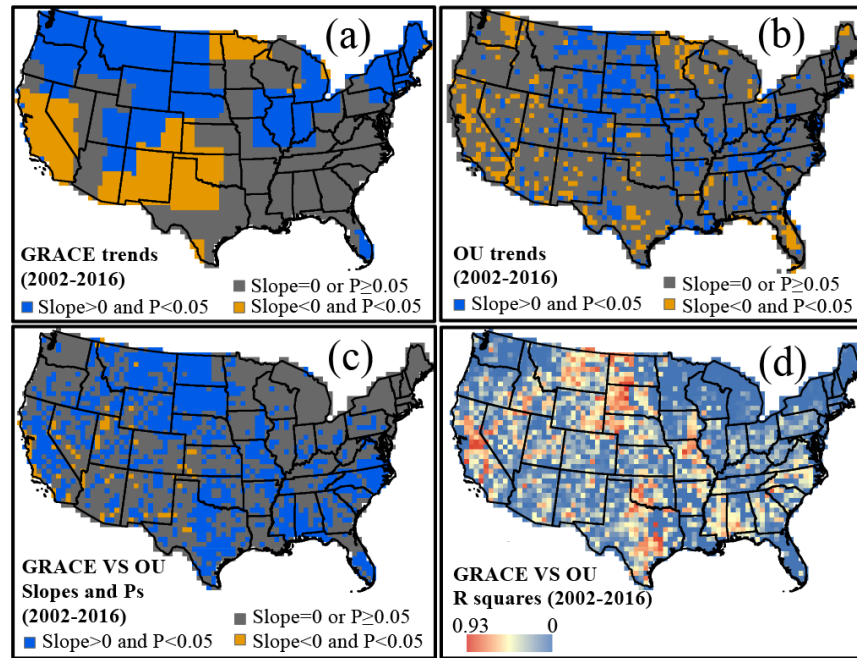 (a)
GRACE trends
(2002-2016)
Slope=0 or P≥0.05
Slope>0 and P<0.05
Slope<0 and P<0.05
(b)
OU trends
(2002-2016)
Slope=0 or P≥0.05
Slope>0 and P<0.05
Slope<0 and P<0.05
(c)
GRACE VS OU
Slopes and Ps
(2002-2016)
Slope=0 or P≥0.05
Slope>0 and P<0.05
Slope<0 and P<0.05
(d)
GRACE VS OU
R squares (2002-2016)
0.93 0